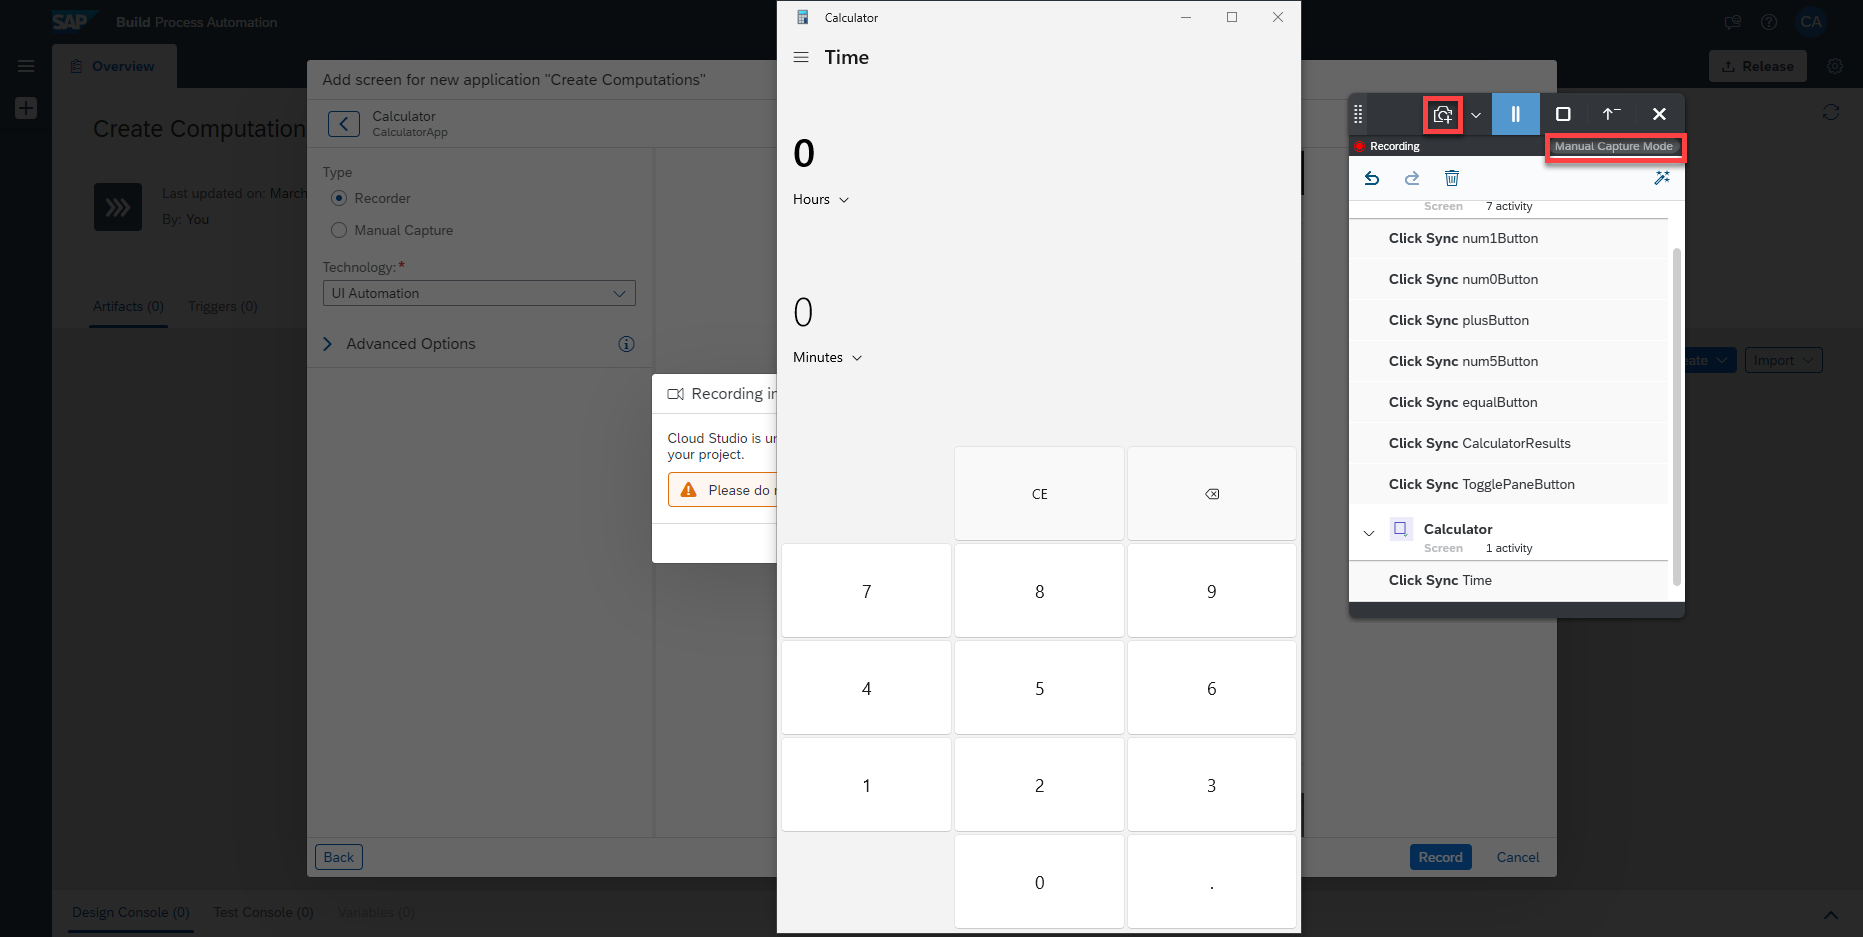 SAP Build Process Automation
CA
Overview
Release
Create Computation
Last updated on: March
By: You
Artifacts (0) Triggers (0)
Import
Add screen for new application "Create Computations"
Calculator
CalculatorApp
Type
Recorder
Manual Capture
Technology:*
UI Automation
Advanced Options
Recording
Cloud Studio is
your project.
Please do
Back
Record
Cancel
Design Console (0) Test Console (0) Variables (0)
Calculator
Time
0
Hours
0
Minutes
CE
7 8 9
4 5 6
1 2 3
0 .
Recording
Manual Capture Mode
Screen 7 activity
Click Sync num1Button
Click Sync num0Button
Click Sync plusButton
Click Sync num5Button
Click Sync equalButton
Click Sync CalculatorResults
Click Sync TogglePaneButton
Calculator
Screen 1 activity
Click Sync Time